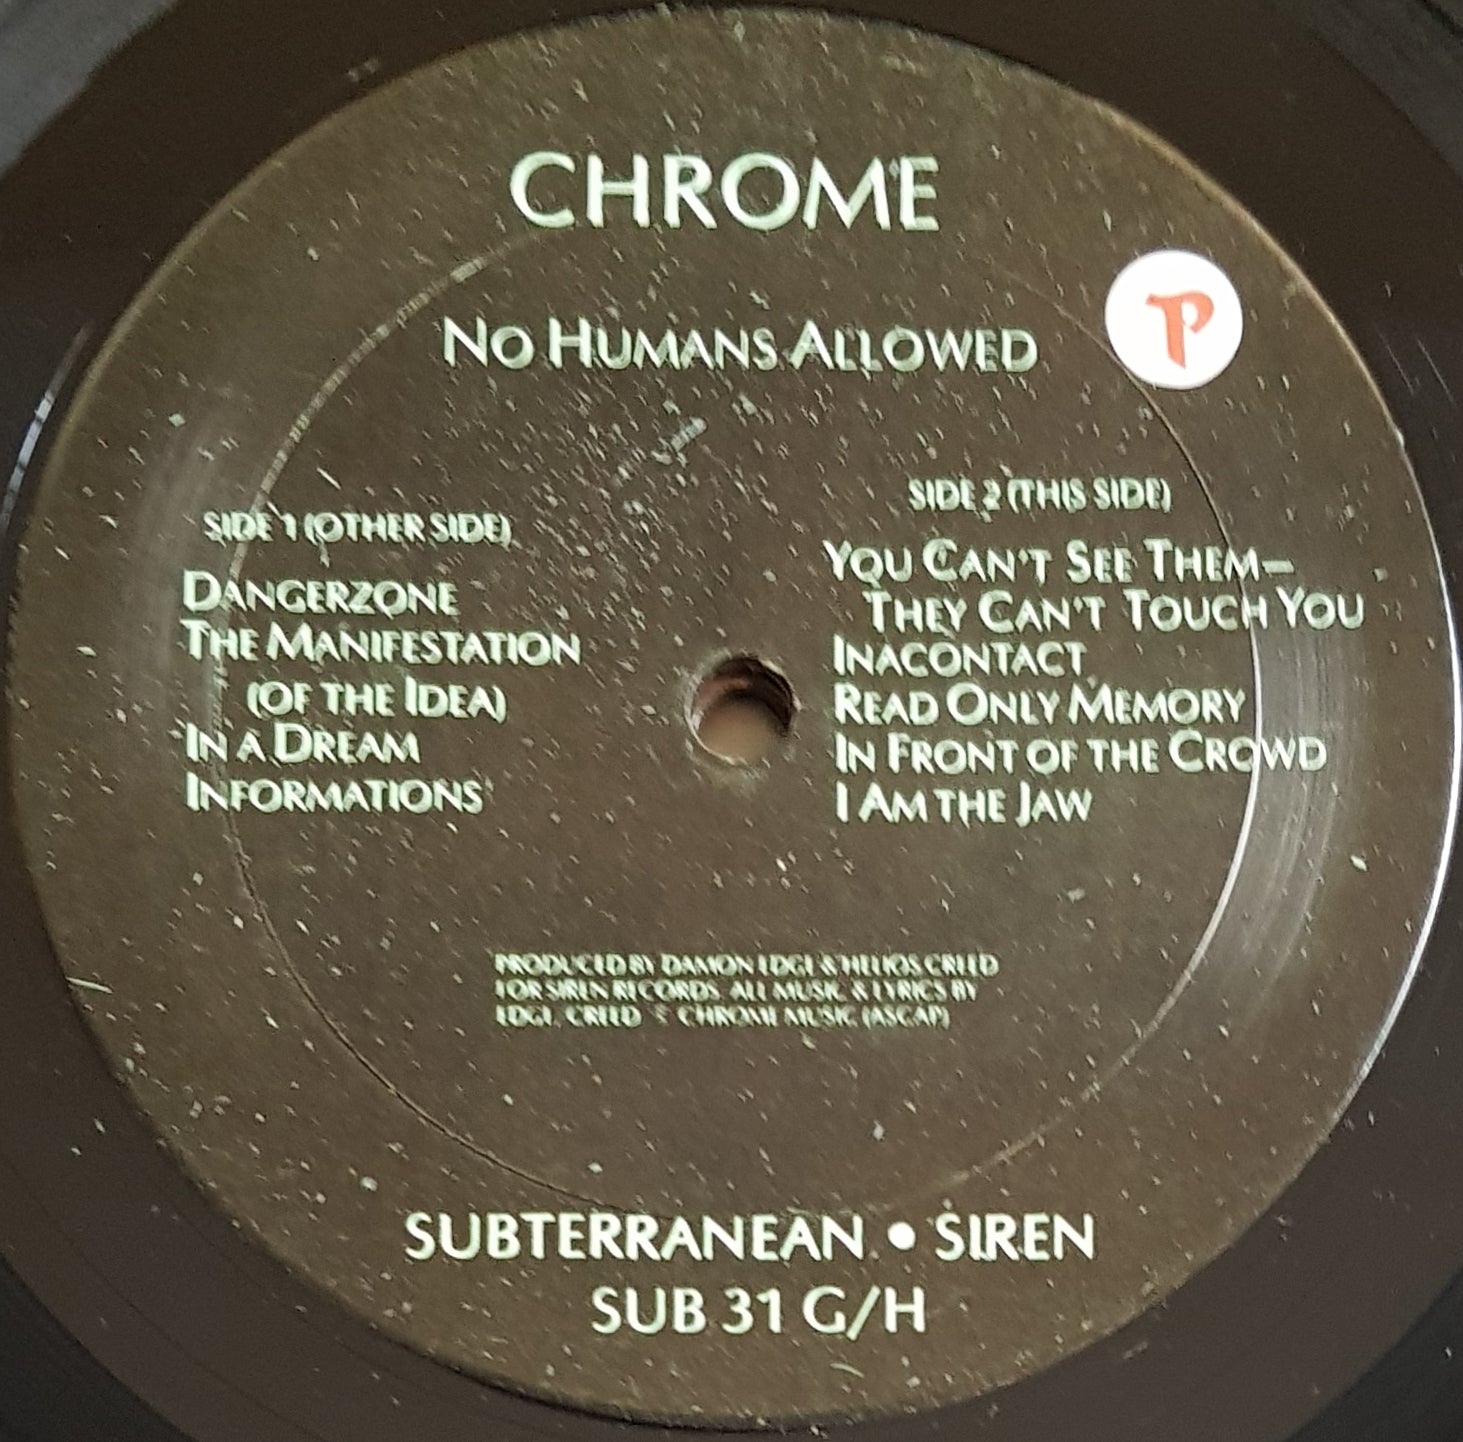 CHROME
NO HUMANS ALLOWED
P
SIDE 1 (OTHER SIDE)
DANGERZONE
THE MANIFESTATION
(OF THE IDEA)
IN A DREAM
INFORMATIONS
SIDE 2 (THIS SIDE)
YOU CAN'T SEE THEM—
THEY CAN'T TOUCH YOU
INACONTACT
READ ONLY MEMORY
IN FRONT OF THE CROWD
I AM THE JAW
PRODUCED BY DAMON EDGE & HELIOS CREED
FOR SIREN RECORDS. ALL MUSIC & LYRICS BY
EDGE, CREED CHROME MUSIC (ASCAP)
SUBTERRANEAN • SIREN
SUB 31 G/H